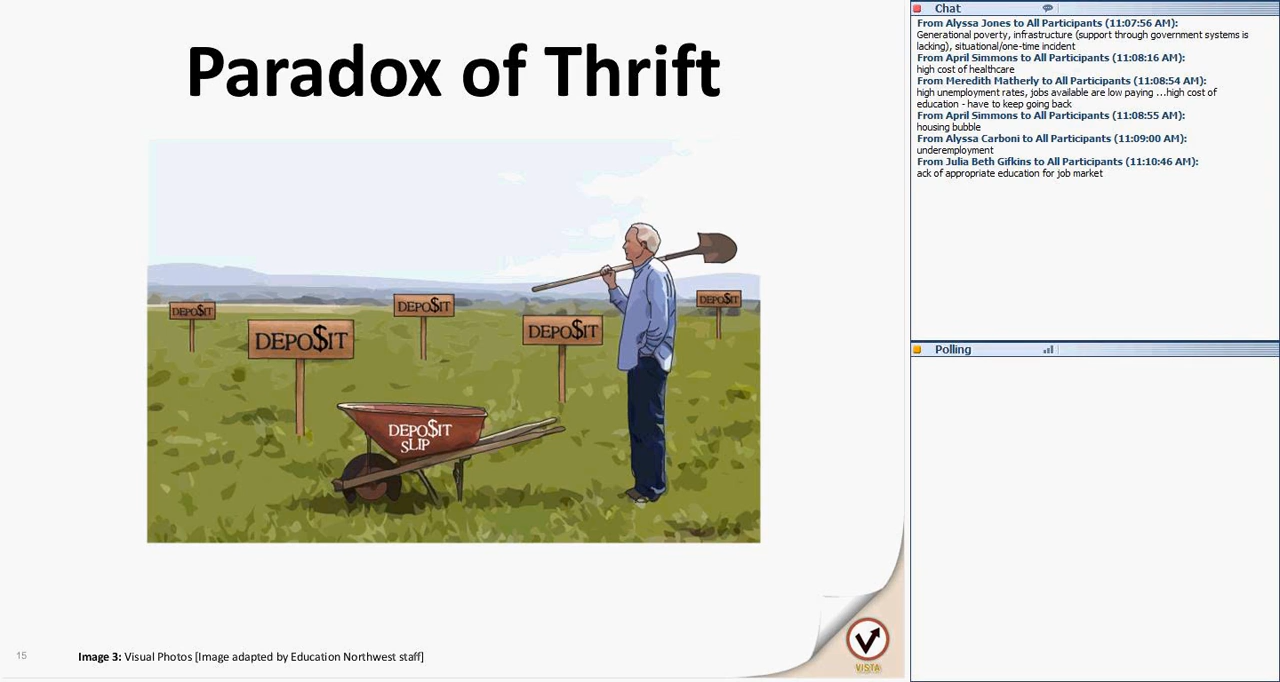 Paradox of Thrift
DEPO$IT
DEPO$IT
DEPO$IT
DEPO$IT
DEPO$IT
DEPO$IT
SLIP
15
Image 3: Visual Photos [Image adapted by Education Northwest staff]
VISTA
Chat
From Alyssa Jones to All Participants (11:07:56 AM):
Generational poverty, infrastructure (support through government systems is
lacking), situational/one-time incident
From April Simmons to All Participants (11:08:16 AM):
high cost of healthcare
From Meredith Matherly to All Participants (11:08:54 AM):
high unemployment rates, jobs available are low paying ...high cost of
education - have to keep going back
From April Simmons to All Participants (11:08:55 AM):
housing bubble
From Alyssa Carboni to All Participants (11:09:00 AM):
underemployment
From Julia Beth Gifkins to All Participants (11:10:46 AM):
ack of appropriate education for job market
Polling